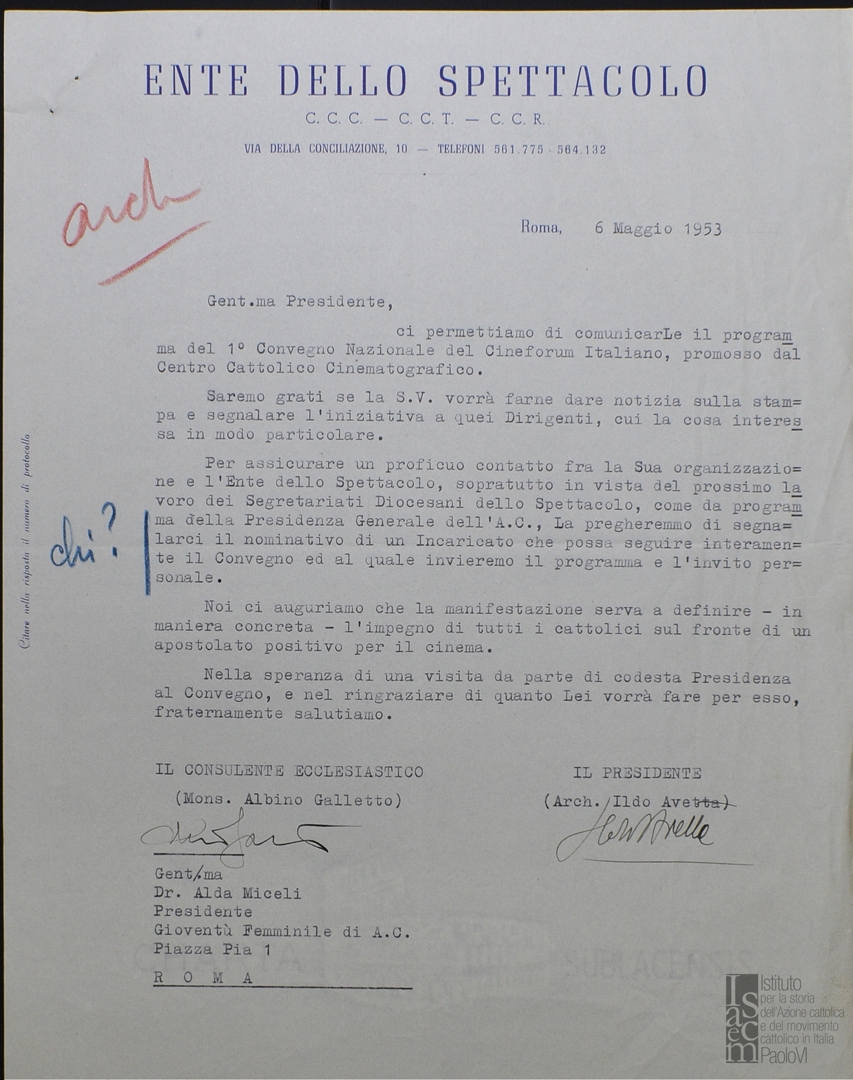 ENTE DELLO SPETTACOLO
C. C. C. — C. C. T. — C. C. R.
VIA DELLA CONCILIAZIONE, 10 — TELEFONI 561.775 - 564.132
arch
Roma, 6 Maggio 1953
Gent.ma Presidente,
ci permettiamo di comunicarLe il program
ma del 1° Convegno Nazionale del Cineforum Italiano, promosso dal
Centro Cattolico Cinematografico.
Saremo grati se la S.V. vorrà farne dare notizia sulla stam=
pa e segnalare l'iniziativa a quei Dirigenti, cui la cosa interes
sa in modo particolare.
Per assicurare un proficuo contatto fra la Sua organizzazio=
ne e l'Ente dello Spettacolo, sopratutto in vista del prossimo la
voro dei Segretariati Diocesani dello Spettacolo, come da program
ma della Presidenza Generale dell'A.C., La pregheremmo di segna=
larci il nominativo di un Incaricato che possa seguire interamen=
te il Convegno ed al quale invieremo il programma e l'invito per=
sonale.
chi?
Citare nella risposta il numero di protocollo
Noi ci auguriamo che la manifestazione serva a definire - in
maniera concreta - l'impegno di tutti i cattolici sul fronte di un
apostolato positivo per il cinema.
Nella speranza di una visita da parte di codesta Presidenza
al Convegno, e nel ringraziare di quanto Lei vorrà fare per esso,
fraternamente salutiamo.
IL CONSULENTE ECCLESIASTICO
(Mons. Albino Galletto)
IL PRESIDENTE
(Arch. Ildo Avetta)
Gent/ma
Dr. Alda Miceli
Presidente
Gioventù Femminile di A.C.
Piazza Pia 1
R O M A
Isacem
Istituto
per la storia
dell'Azione cattolica
e del movimento
cattolico in Italia
PaoloVI